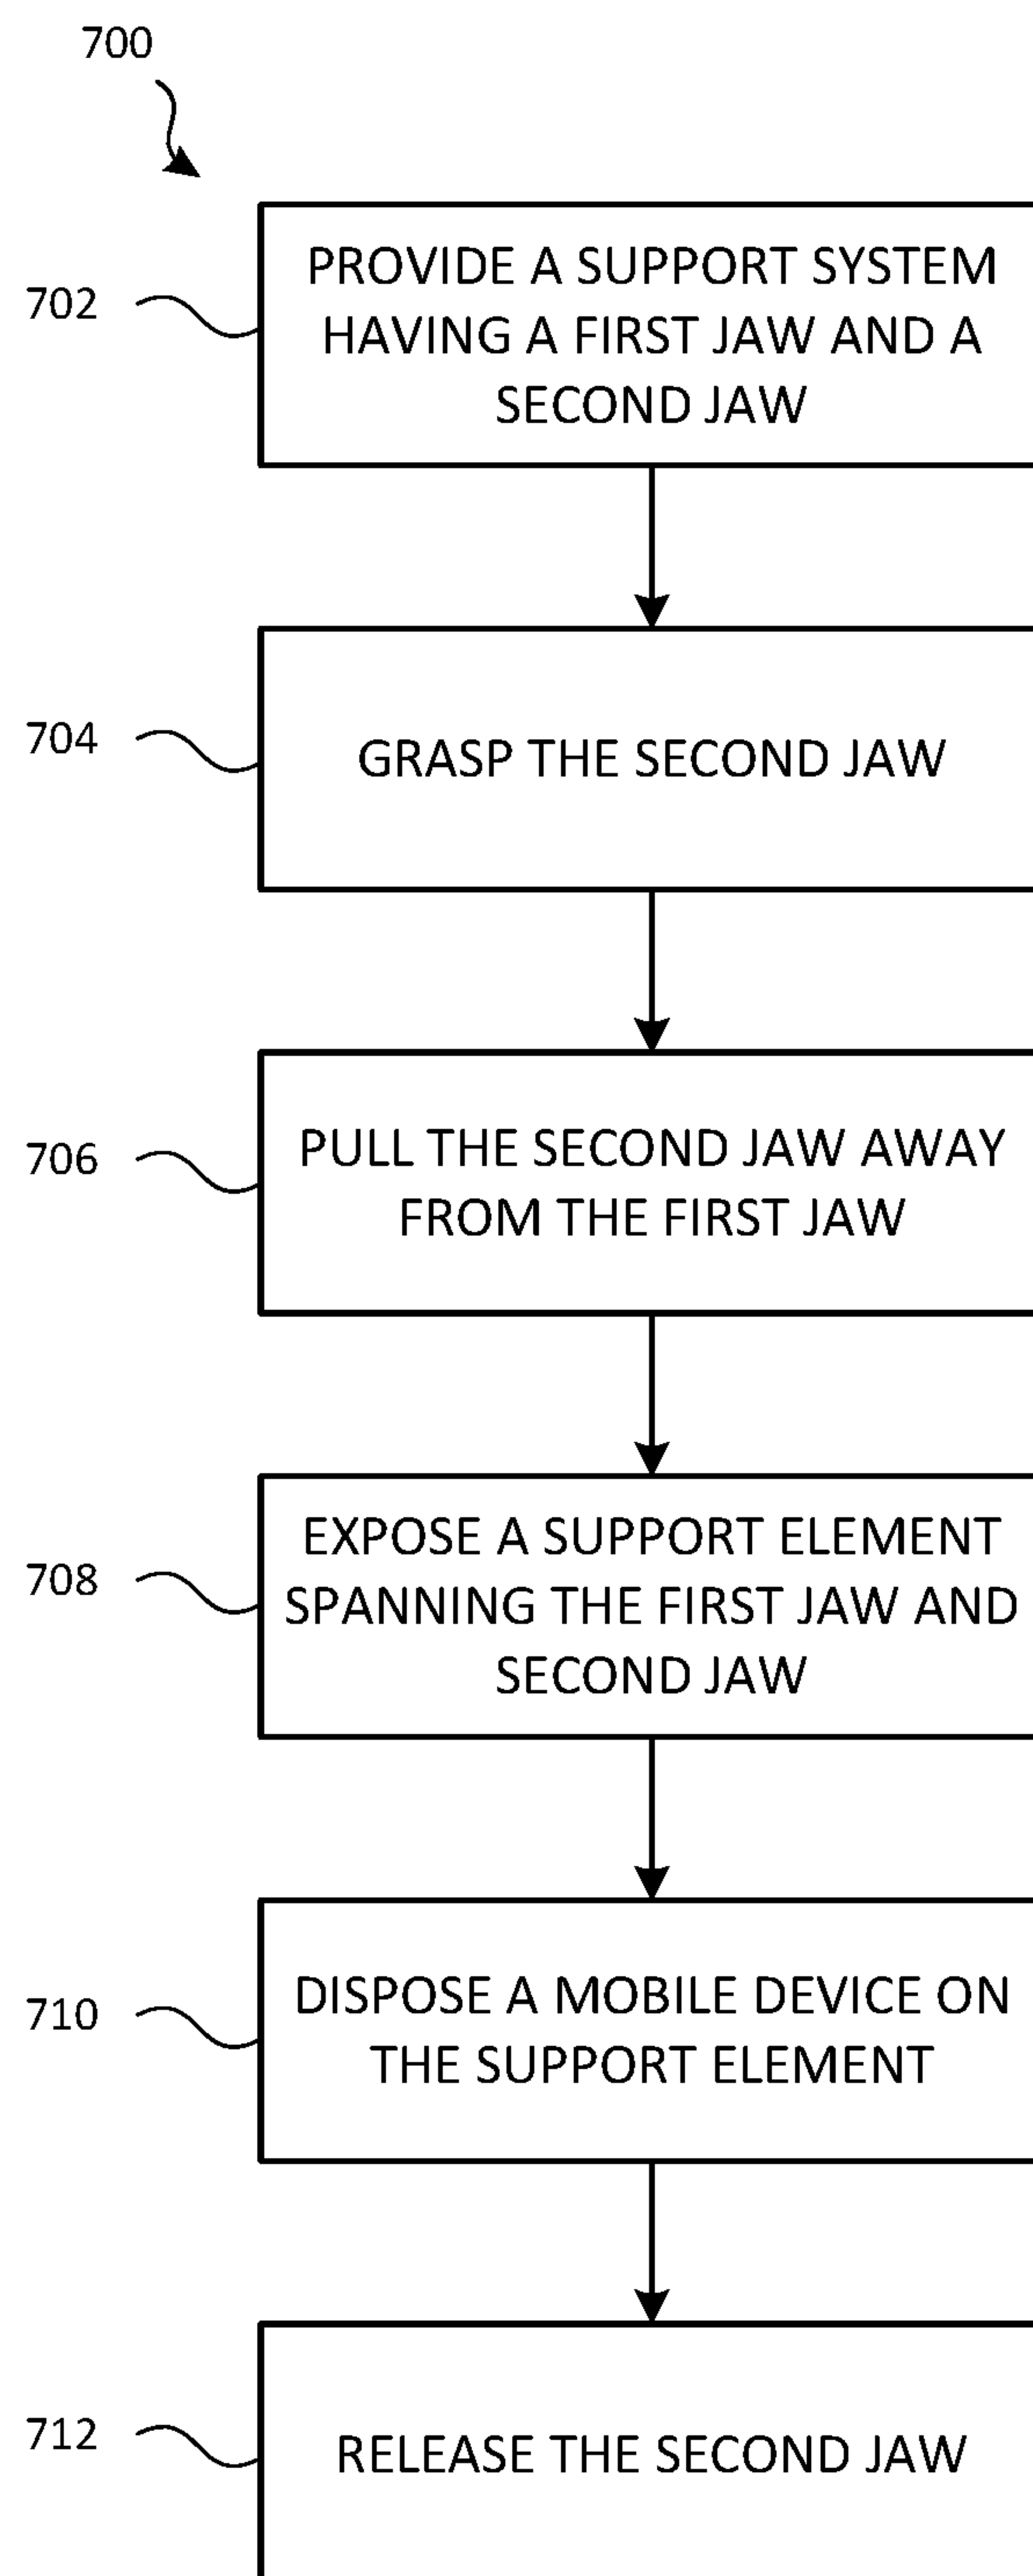 700
702
PROVIDE A SUPPORT SYSTEM
HAVING A FIRST JAW AND A
SECOND JAW
704
GRASP THE SECOND JAW
706
PULL THE SECOND JAW AWAY
FROM THE FIRST JAW
708
EXPOSE A SUPPORT ELEMENT
SPANNING THE FIRST JAW AND
SECOND JAW
710
DISPOSE A MOBILE DEVICE ON
THE SUPPORT ELEMENT
712
RELEASE THE SECOND JAW